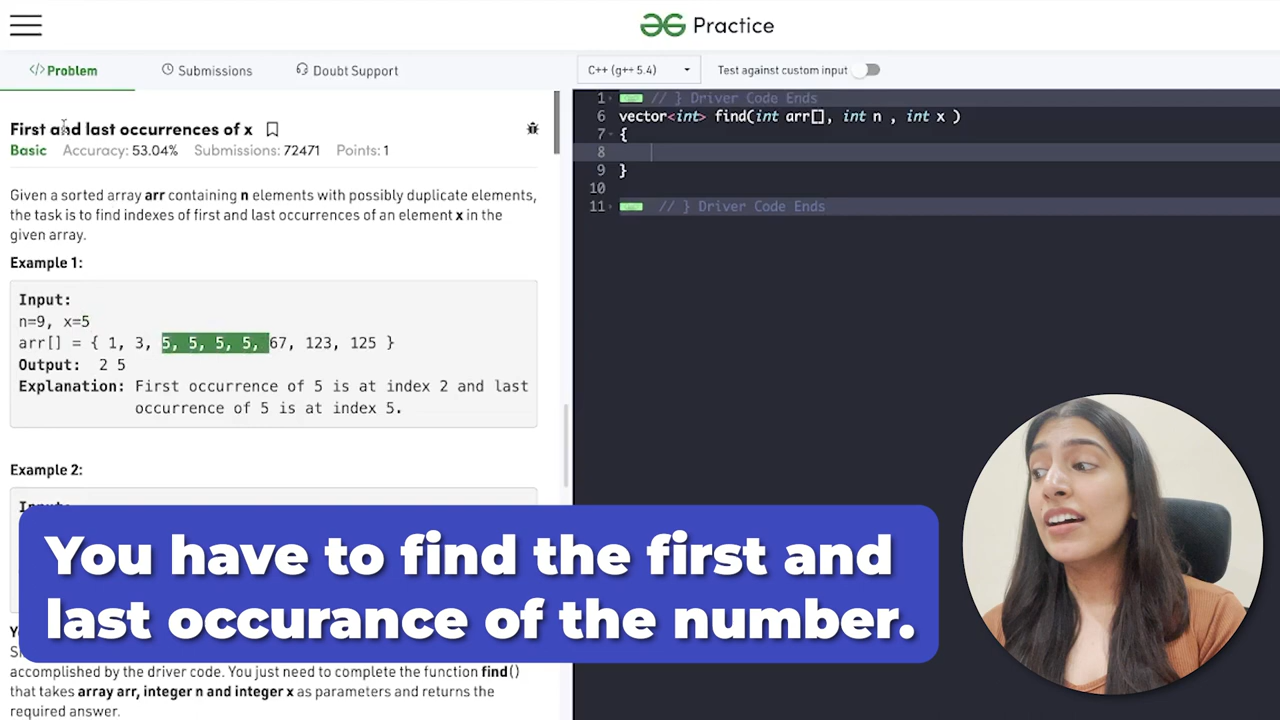 Practice
</> Problem
Submissions
Doubt Support
C++ (g++ 5.4)
Test against custom input
First and last occurrences of x
Basic Accuracy: 53.04% Submissions: 72471 Points: 1
Given a sorted array arr containing n elements with possibly duplicate elements,
the task is to find indexes of first and last occurrences of an element x in the
given array.
Example 1:
Input:
n=9, x=5
arr[] = { 1, 3, 5, 5, 5, 5, 67, 123, 125 }
Output: 2 5
Explanation: First occurrence of 5 is at index 2 and last
occurrence of 5 is at index 5.
Example 2:
accomplished by the driver code. You just need to complete the function find()
that takes array arr, integer n and integer x as parameters and returns the
required answer.
1 // } Driver Code Ends
6 vector<int> find(int arr[], int n , int x )
7 {
8
9 }
10
11 // } Driver Code Ends
You have to find the first and
last occurance of the number.